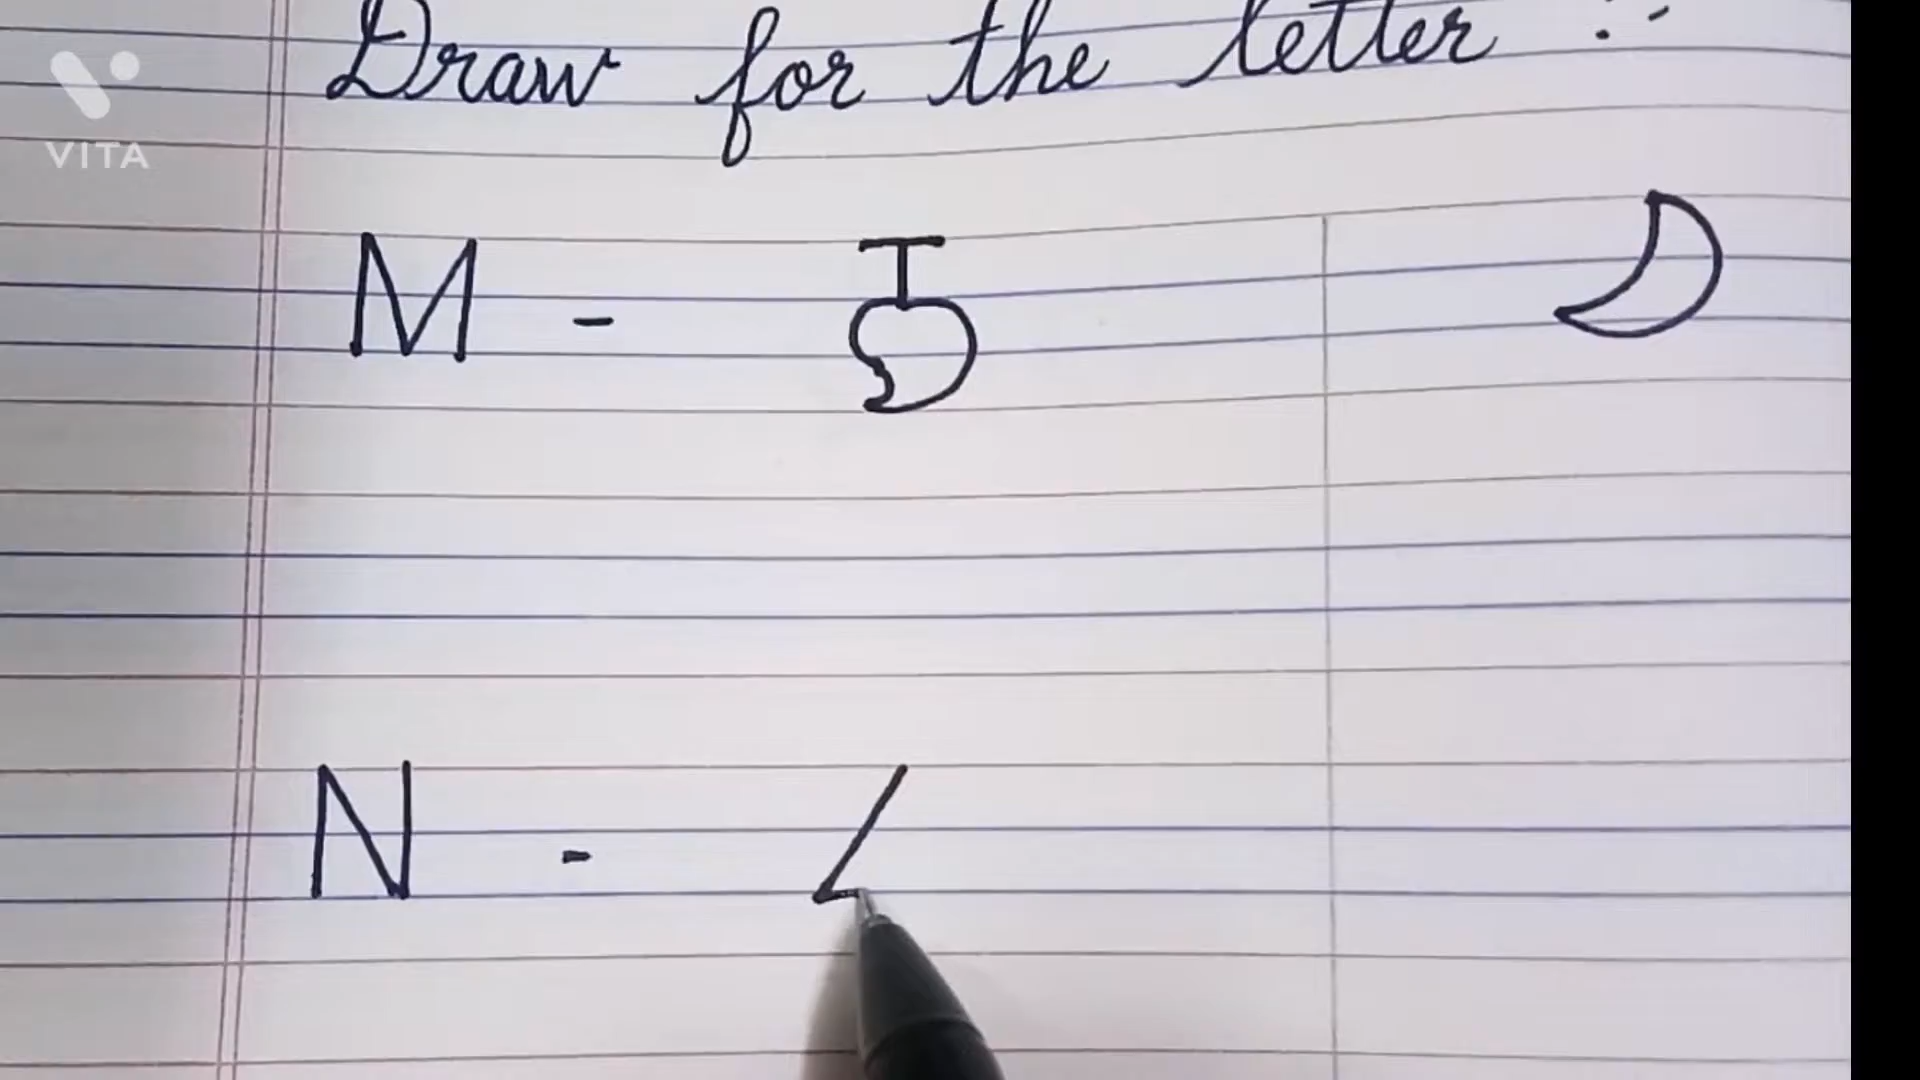 Draw for the letter :-
VITA
M -
N -